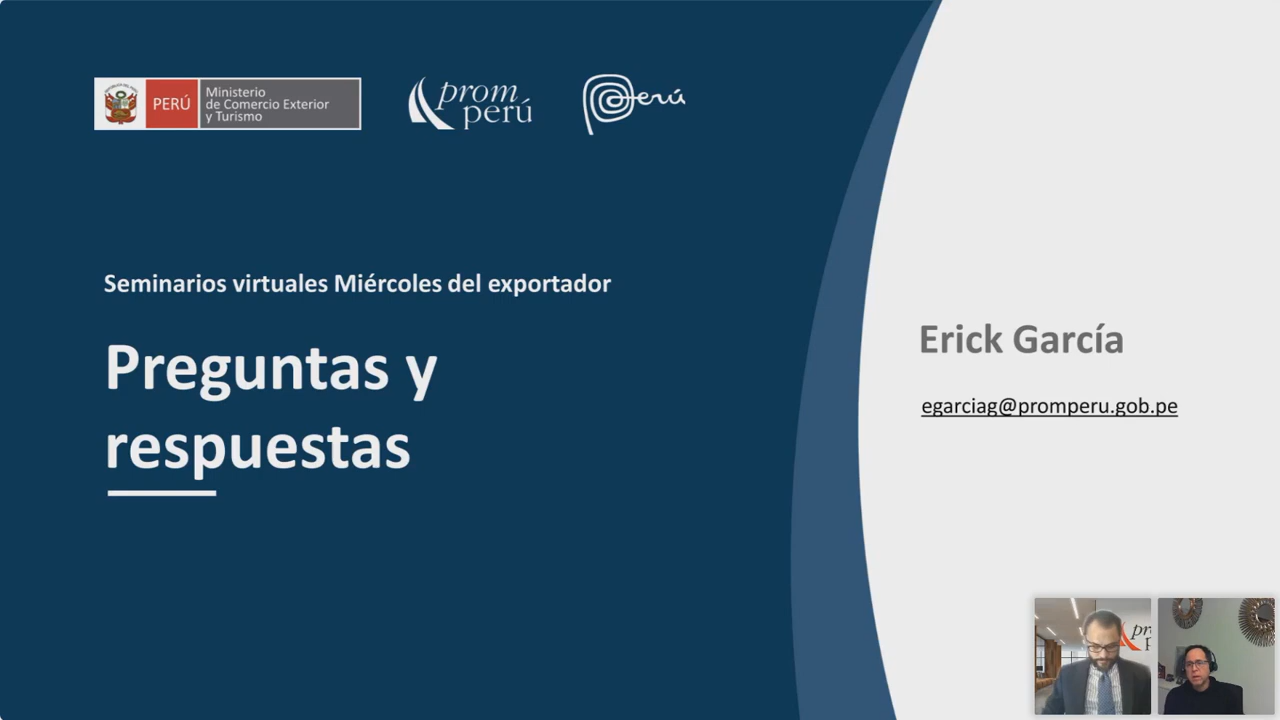 PERÚ
Ministerio
de Comercio Exterior
y Turismo
prom
perú
Perú
Seminarios virtuales Miércoles del exportador
Preguntas y
respuestas
Erick García
egarciag@promperu.gob.pe